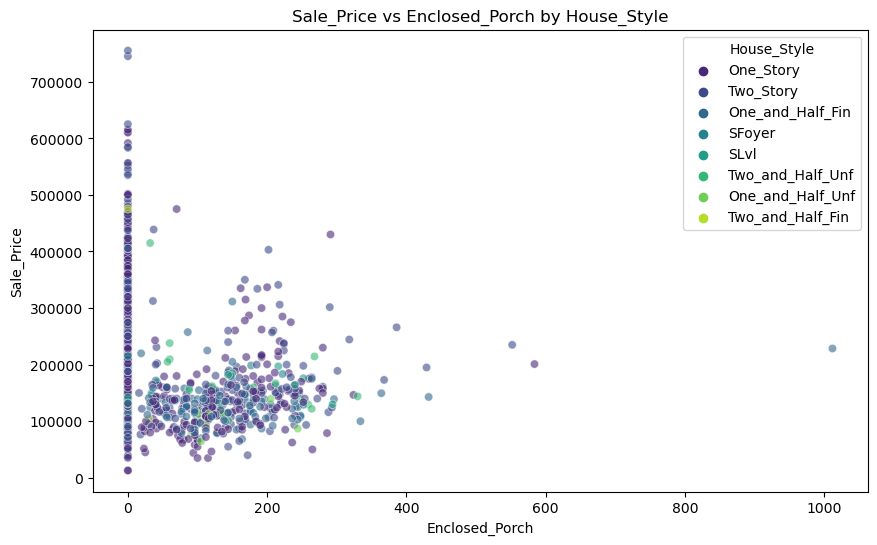 Sale_Price vs Enclosed_Porch by House_Style
House_Style
One_Story
Two_Story
One_and_Half_Fin
SFoyer
SLvl
Two_and_Half_Unf
One_and_Half_Unf
Two_and_Half_Fin
Sale_Price
700000
600000
500000
400000
300000
200000
100000
0
0 200 400 600 800 1000
Enclosed_Porch